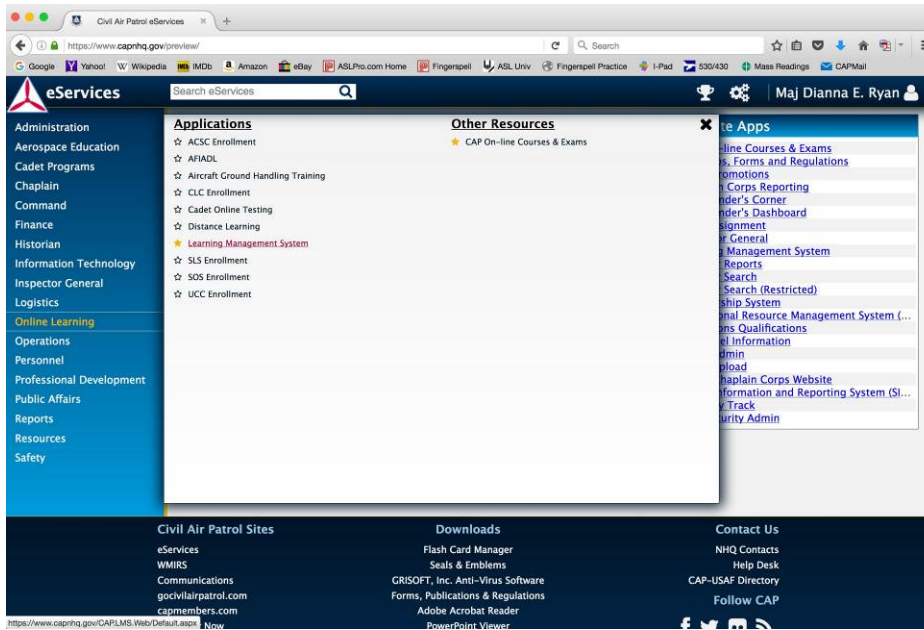 Civil Air Patrol eServices
https://www.capnhq.gov/preview/
Search
Google Yahoo! Wikipedia IMDb Amazon eBay ASLPro.com Home Fingerspell ASL Univ Fingerspell Practice I-Pad 530/430 Mass Readings CAPMail
eServices
Search eServices
Maj Dianna E. Ryan
Administration
Aerospace Education
Cadet Programs
Chaplain
Command
Finance
Historian
Information Technology
Inspector General
Logistics
Online Learning
Operations
Personnel
Professional Development
Public Affairs
Reports
Resources
Safety
Applications
ACSC Enrollment
AFIADL
Aircraft Ground Handling Training
CLC Enrollment
Cadet Online Testing
Distance Learning
Learning Management System
SLS Enrollment
SOS Enrollment
UCC Enrollment
Other Resources
CAP On-line Courses & Exams
te Apps
-line Courses & Exams
s, Forms and Regulations
omotions
n Corps Reporting
nder's Corner
nder's Dashboard
signment
or General
g Management System
Reports
Search
Search (Restricted)
ship System
onal Resource Management System (...
ons Qualifications
el Information
dmin
pload
haplain Corps Website
nformation and Reporting System (SI...
y Track
urity Admin
Civil Air Patrol Sites
eServices
WMIRS
Communications
gocivilairpatrol.com
capmembers.com
Now
Downloads
Flash Card Manager
Seals & Emblems
GRISOFT, Inc. Anti-Virus Software
Forms, Publications & Regulations
Adobe Acrobat Reader
PowerPoint Viewer
Contact Us
NHQ Contacts
Help Desk
CAP-USAF Directory
Follow CAP
https://www.capnhq.gov/CAP.LMS.Web/Default.aspx